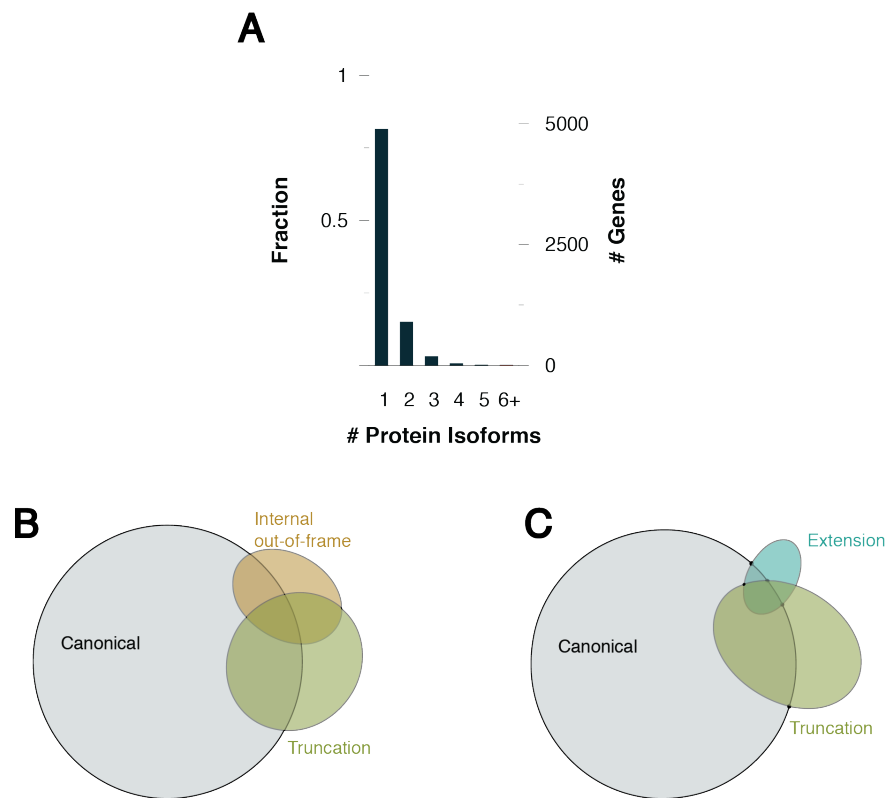 A
1
0.5
Fraction
5000
2500
0
# Genes
1 2 3 4 5 6+
# Protein Isoforms
B
Internal
out-of-frame
Canonical
Truncation
C
Extension
Canonical
Truncation